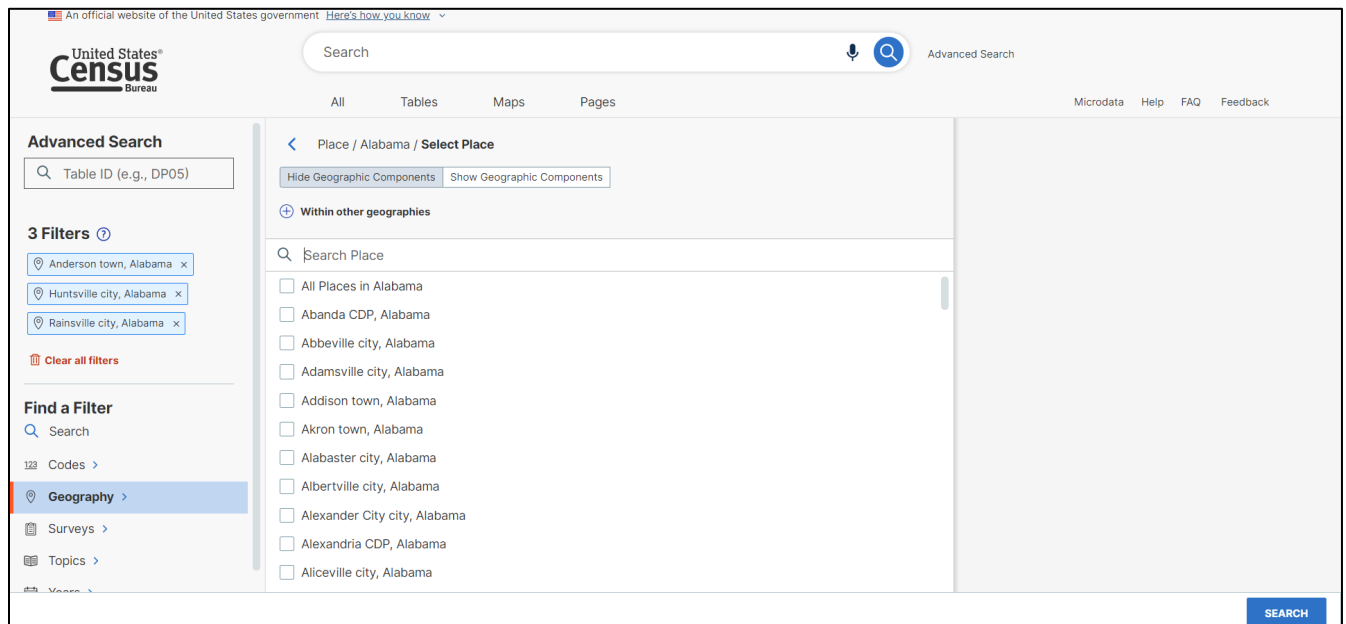 An official website of the United States government Here's how you know
United States®
Census
Bureau
Search
Advanced Search
All Tables Maps Pages
Microdata Help FAQ Feedback
Advanced Search
Table ID (e.g., DP05)
3 Filters
Anderson town, Alabama ×
Huntsville city, Alabama ×
Rainsville city, Alabama ×
Clear all filters
Find a Filter
Search
123 Codes
Geography
Surveys
Topics
Years
Place / Alabama / Select Place
Hide Geographic Components Show Geographic Components
Within other geographies
Search Place
All Places in Alabama
Abanda CDP, Alabama
Abbeville city, Alabama
Adamsville city, Alabama
Addison town, Alabama
Akron town, Alabama
Alabaster city, Alabama
Albertville city, Alabama
Alexander City city, Alabama
Alexandria CDP, Alabama
Aliceville city, Alabama
SEARCH